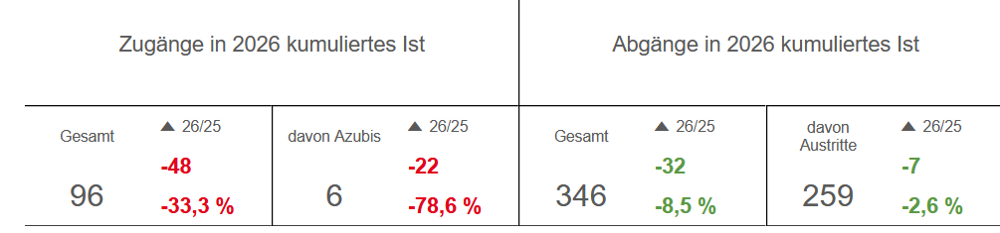 Zugänge in 2026 kumuliertes Ist
Abgänge in 2026 kumuliertes Ist
Gesamt
▲ 26/25
96
-48
-33,3 %
davon Azubis
▲ 26/25
6
-22
-78,6 %
Gesamt
▲ 26/25
346
-32
-8,5 %
davon
Austritte
▲ 26/25
259
-7
-2,6 %